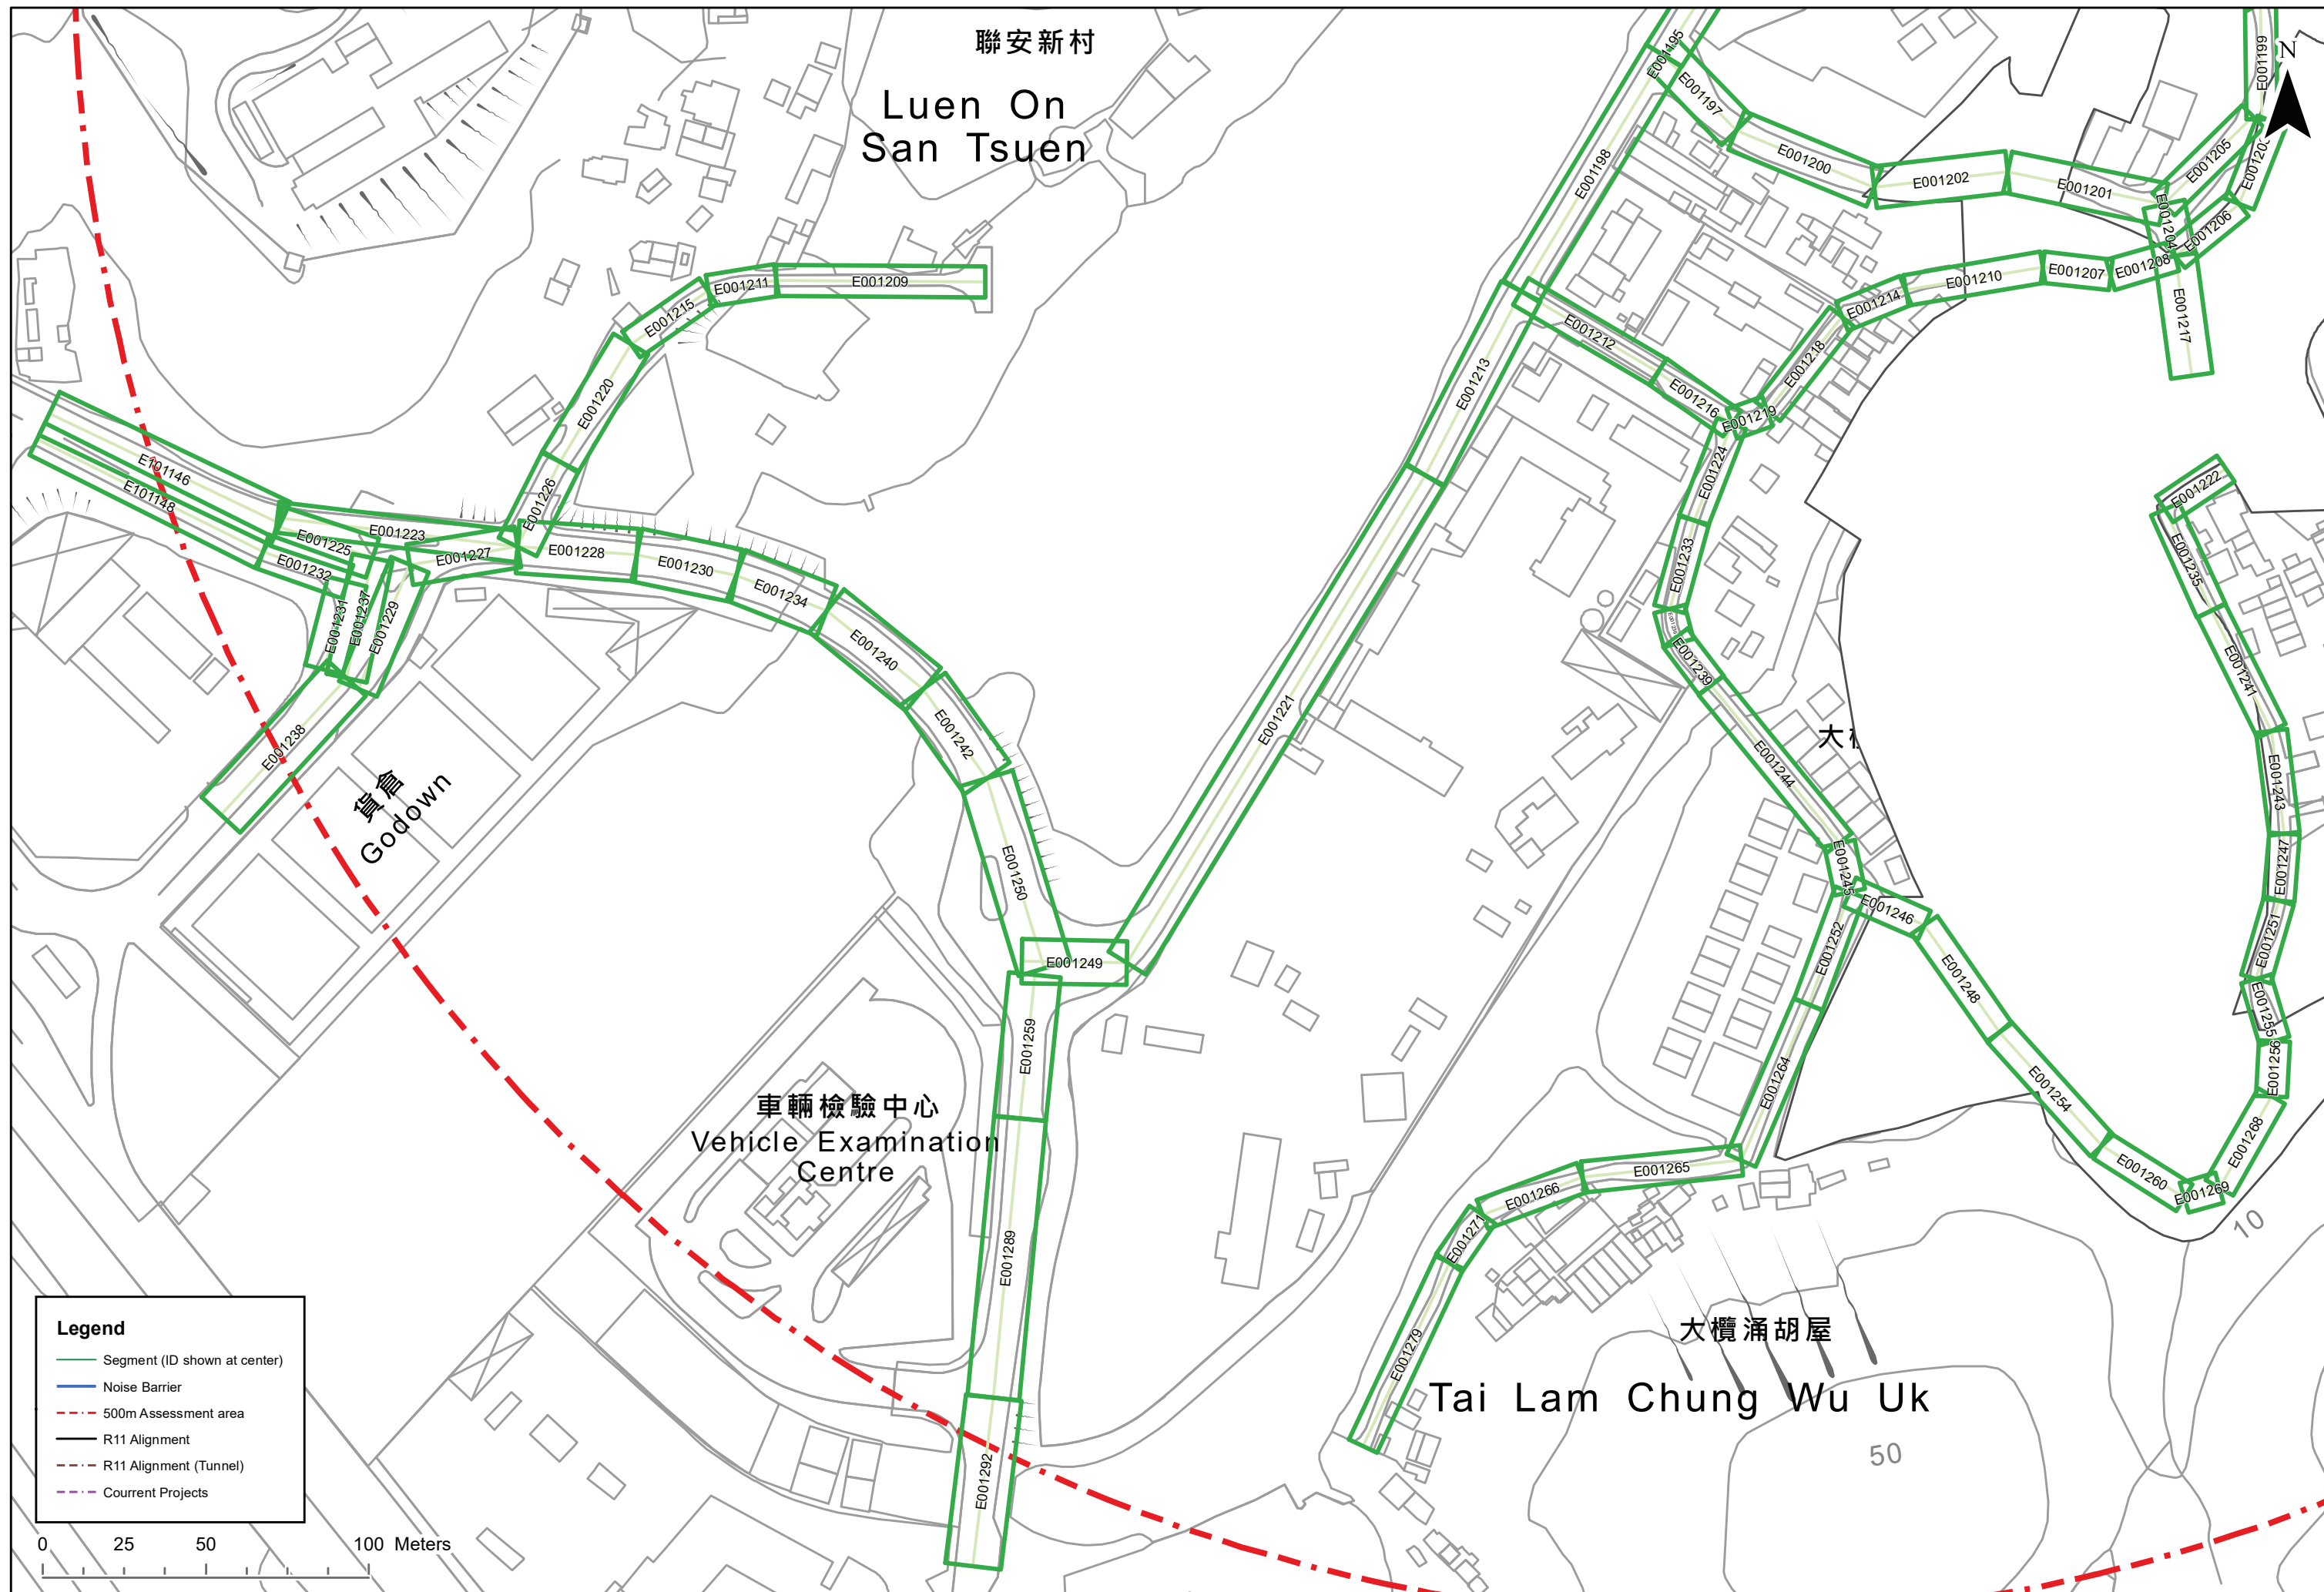 聯安新村
Luen On
San Tsuen
N
E001195
E001197
E001198
E001199
E001200
E001202
E001201
E001205
E001204
E001206
E001208
E001207
E001210
E001214
E001217
E001218
E001212
E001216
E001219
E001213
E001209
E001211
E001215
E001220
E001226
E101146
E101148
E001223
E001225
E001227
E001232
E001228
E001230
E001234
E001231
E001237
E001229
E001238
E001240
E001242
E001250
E001249
E001221
E001224
E001233
E001239
E001244
E001245
E001246
E001252
E001248
E001264
E001254
E001260
E001269
E001268
E001256
E001255
E001251
E001247
E001243
E001241
E001235
E001222
E001265
E001266
E001271
E001279
E001259
E001289
E001292
貨倉
Godown
車輛檢驗中心
Vehicle Examination
Centre
大欖涌胡屋
Tai Lam Chung Wu Uk
10
50
Legend
Segment (ID shown at center)
Noise Barrier
500m Assessment area
R11 Alignment
R11 Alignment (Tunnel)
Courrent Projects
0 25 50 100 Meters